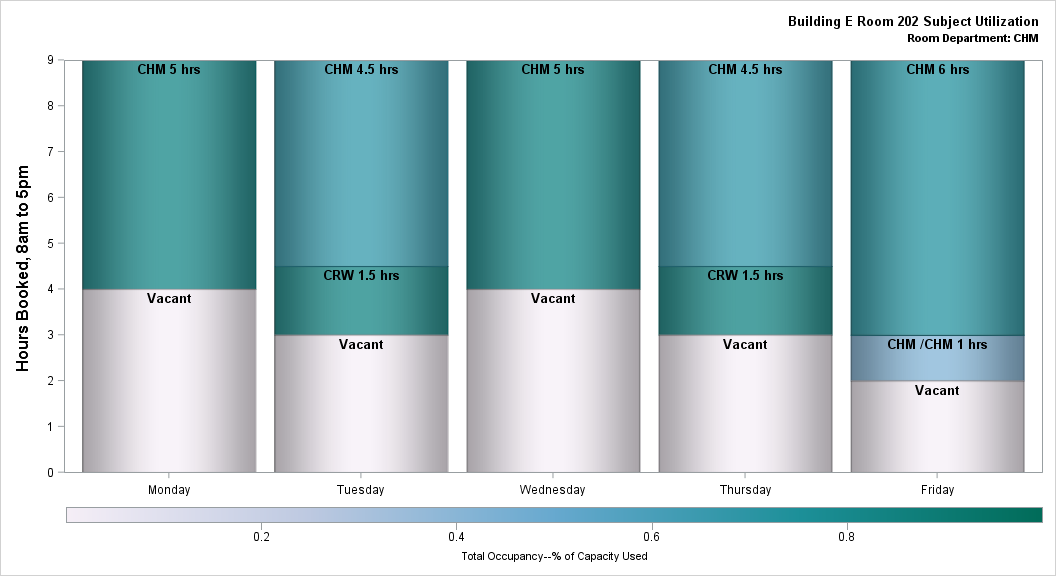 Building E Room 202 Subject Utilization
Room Department: CHM
Hours Booked, 8am to 5pm
9
8
7
6
5
4
3
2
1
0
CHM 5 hrs
Vacant
CHM 4.5 hrs
CRW 1.5 hrs
Vacant
CHM 5 hrs
Vacant
CHM 4.5 hrs
CRW 1.5 hrs
Vacant
CHM 6 hrs
CHM /CHM 1 hrs
Vacant
Monday
Tuesday
Wednesday
Thursday
Friday
0.2
0.4
0.6
0.8
Total Occupancy--% of Capacity Used